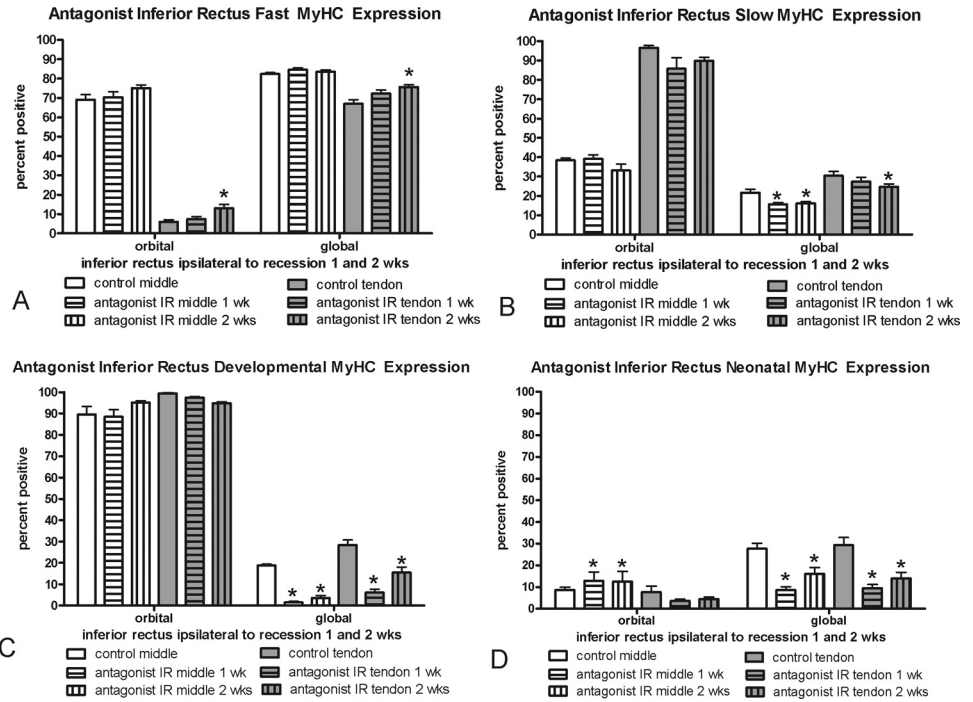 Antagonist Inferior Rectus Fast MyHC Expression
A
percent positive
100
90
80
70
60
50
40
30
20
10
0
*
*
orbital
global
inferior rectus ipsilateral to recession 1 and 2 wks
control middle
control tendon
antagonist IR middle 1 wk
antagonist IR tendon 1 wk
antagonist IR middle 2 wks
antagonist IR tendon 2 wks
Antagonist Inferior Rectus Slow MyHC Expression
B
percent positive
100
90
80
70
60
50
40
30
20
10
0
* * *
orbital
global
inferior rectus ipsilateral to recession 1 and 2 wks
control middle
control tendon
antagonist IR middle 1 wk
antagonist IR tendon 1 wk
antagonist IR middle 2 wks
antagonist IR tendon 2 wks
Antagonist Inferior Rectus Developmental MyHC Expression
C
percent positive
100
90
80
70
60
50
40
30
20
10
0
* * * *
orbital
global
inferior rectus ipsilateral to recession 1 and 2 wks
control middle
control tendon
antagonist IR middle 1 wk
antagonist IR tendon 1 wk
antagonist IR middle 2 wks
antagonist IR tendon 2 wks
Antagonist Inferior Rectus Neonatal MyHC Expression
D
percent positive
100
90
80
70
60
50
40
30
20
10
0
* * * * * *
orbital
global
inferior rectus ipsilateral to recession 1 and 2 wks
control middle
control tendon
antagonist IR middle 1 wk
antagonist IR tendon 1 wk
antagonist IR middle 2 wks
antagonist IR tendon 2 wks